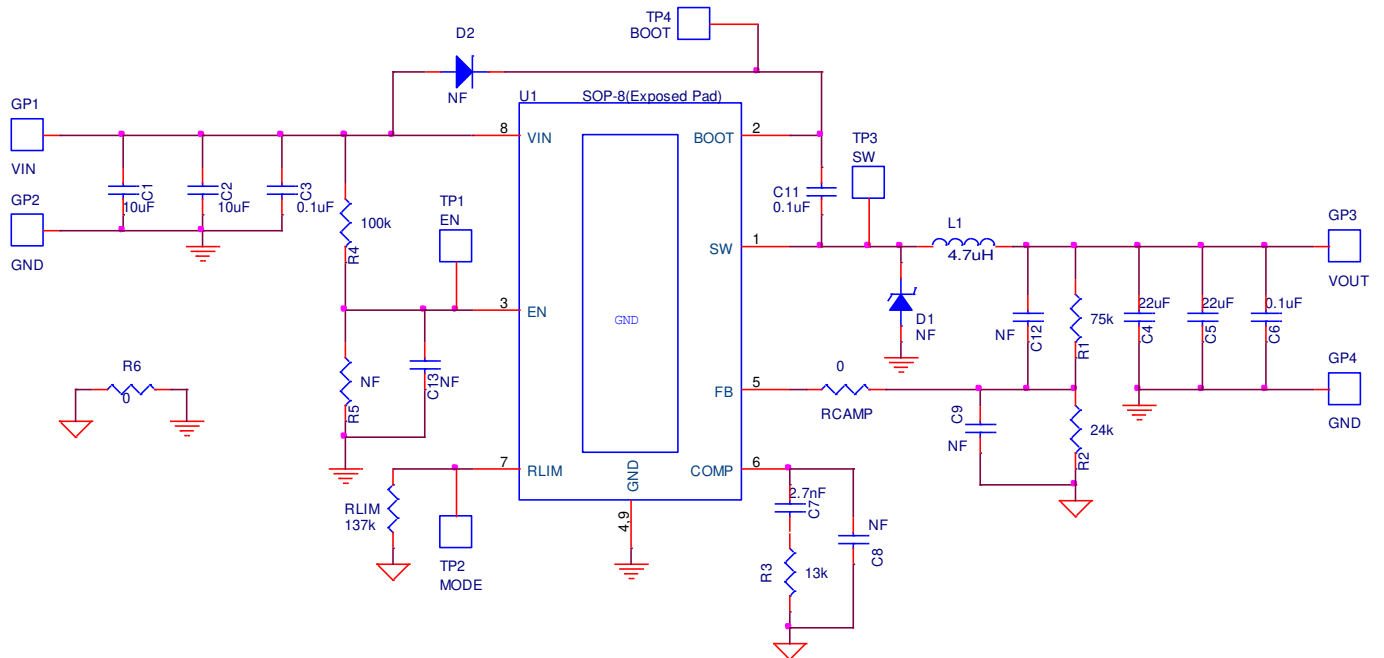 TP4
BOOT
D2
NF
U1
SOP-8(Exposed Pad)
GP1
VIN
8
VIN
BOOT
2
TP3
SW
C1
10uF
C2
10uF
C3
0.1uF
GP2
GND
100k
R4
TP1
EN
C11
0.1uF
SW
1
L1
4.7uH
GP3
VOUT
3
EN
GND
D1
NF
NF
C12
75k
R1
22uF
C4
22uF
C5
0.1uF
C6
R6
0
NF
R5
C13
NF
FB
5
0
RCAMP
C9
NF
24k
R2
GP4
GND
7
RLIM
GND
COMP
6
RLIM
137k
4,9
2.7nF
C7
NF
C8
TP2
MODE
R3
13k